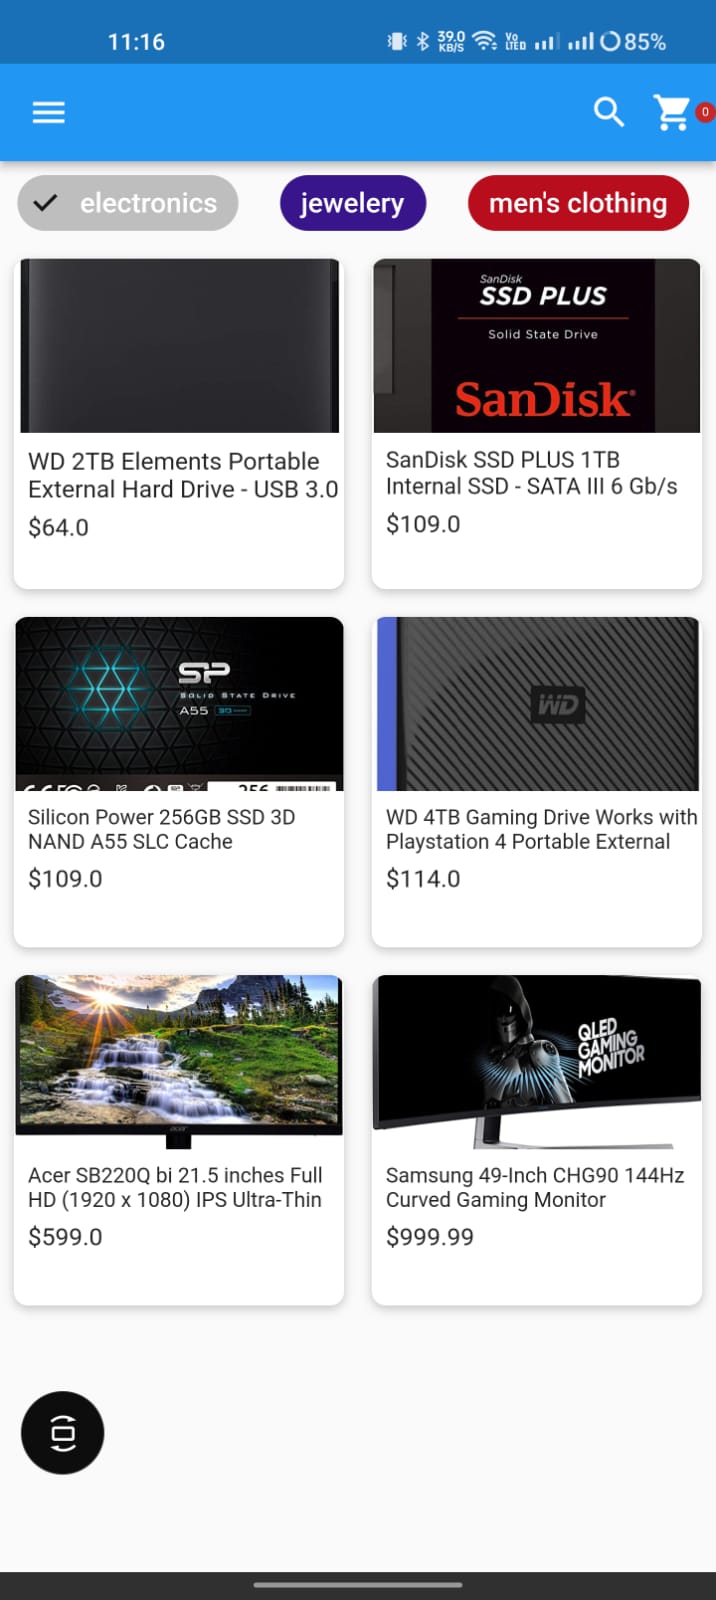 11:16
39.0
KB/S
Vo
LTED
85%
0
electronics
jewelery
men's clothing
SanDisk
SSD PLUS
Solid State Drive
SanDisk
WD 2TB Elements Portable
External Hard Drive - USB 3.0
$64.0
SanDisk SSD PLUS 1TB
Internal SSD - SATA III 6 Gb/s
$109.0
SP
SOLID STATE DRIVE
A55
256
WD
Silicon Power 256GB SSD 3D
NAND A55 SLC Cache
$109.0
WD 4TB Gaming Drive Works with
Playstation 4 Portable External
$114.0
acer
QLED
GAMING
MONITOR
Acer SB220Q bi 21.5 inches Full
HD (1920 x 1080) IPS Ultra-Thin
$599.0
Samsung 49-Inch CHG90 144Hz
Curved Gaming Monitor
$999.99